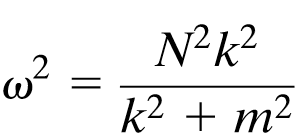 ω² = N²k² / k² + m²